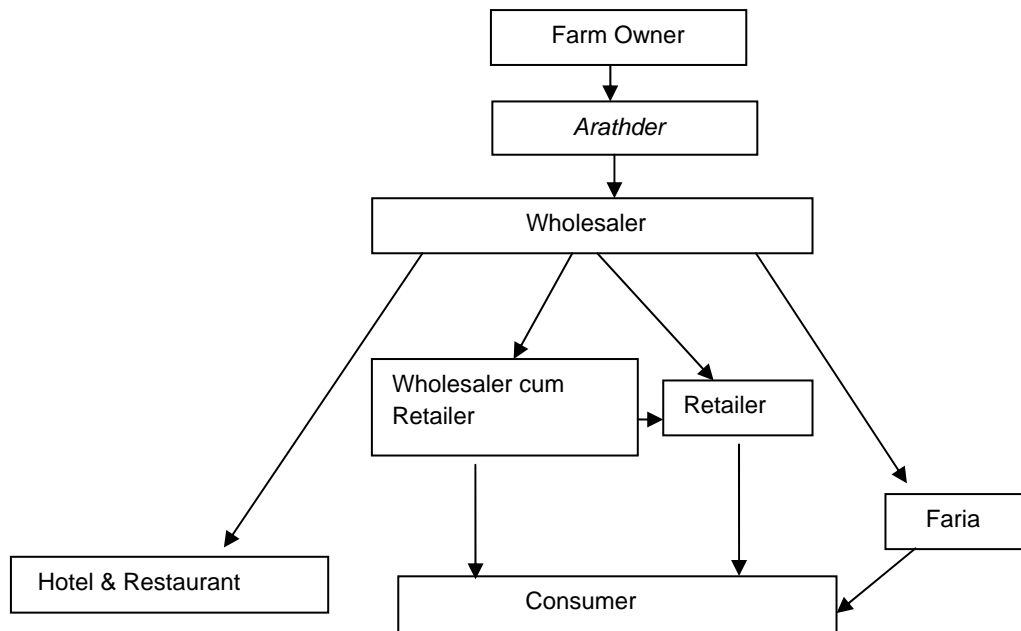 Farm Owner
Arathder
Wholesaler
Wholesaler cum
Retailer
Retailer
Faria
Hotel & Restaurant
Consumer